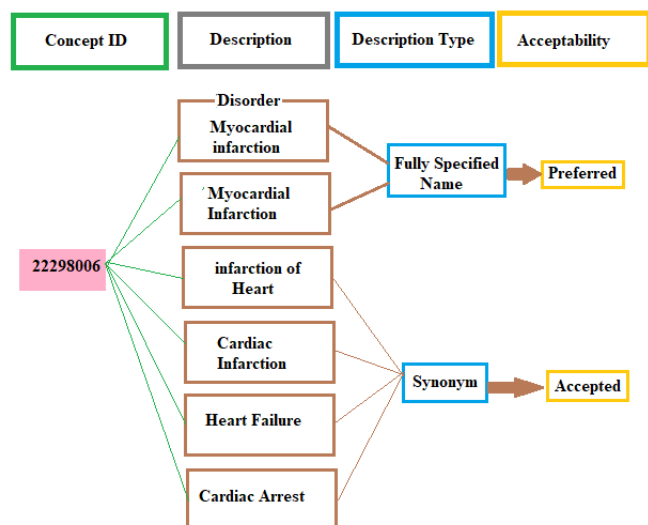 Concept ID
Description
Description Type
Acceptability
Disorder
Myocardial
infarction
Myocardial
Infarction
Fully Specified
Name
Preferred
22298006
infarction of
Heart
Cardiac
Infarction
Heart Failure
Cardiac Arrest
Synonym
Accepted